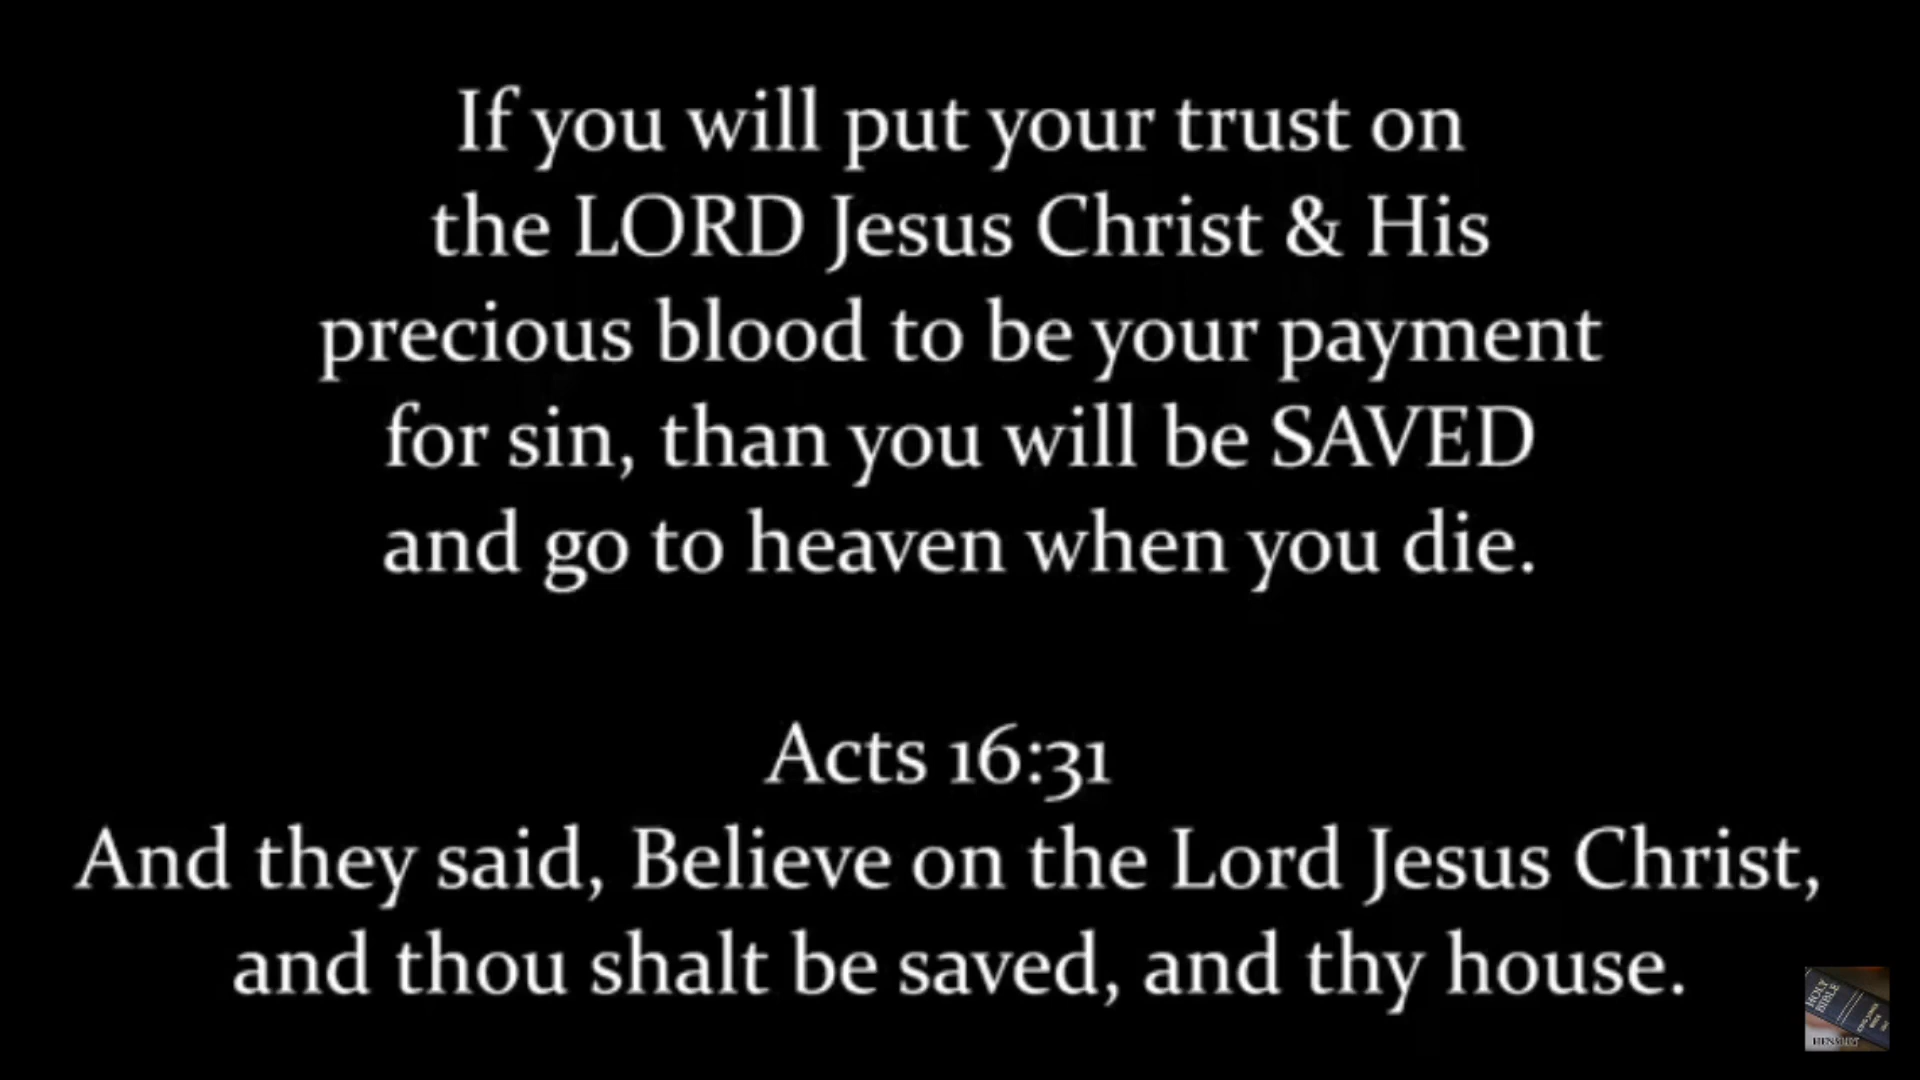 If you will put your trust on
the LORD Jesus Christ & His
precious blood to be your payment
for sin, than you will be SAVED
and go to heaven when you die.
Acts 16:31
And they said, Believe on the Lord Jesus Christ,
and thou shalt be saved, and thy house.
HOLY
BIBLE